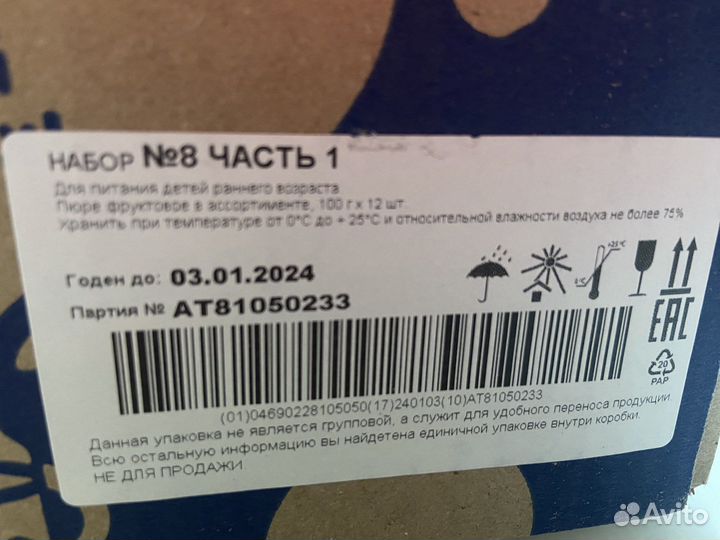 НАБОР №8 ЧАСТЬ 1
Для питания детей раннего возраста
Пюре фруктовое в ассортименте, 100 г х 12 шт.
Хранить при температуре от 0°С до + 25°С и относительной влажности воздуха не более 75%
Годен до: 03.01.2024
Партия № АТ81050233
+25°C
0°C
EAC
20
PAP
(01)04690228105050(17)240103(10)AT81050233
Данная упаковка не является групповой, а служит для удобного переноса продукции.
Всю остальную информацию вы найдетена единичной упаковке внутри коробки.
НЕ ДЛЯ ПРОДАЖИ
Avito